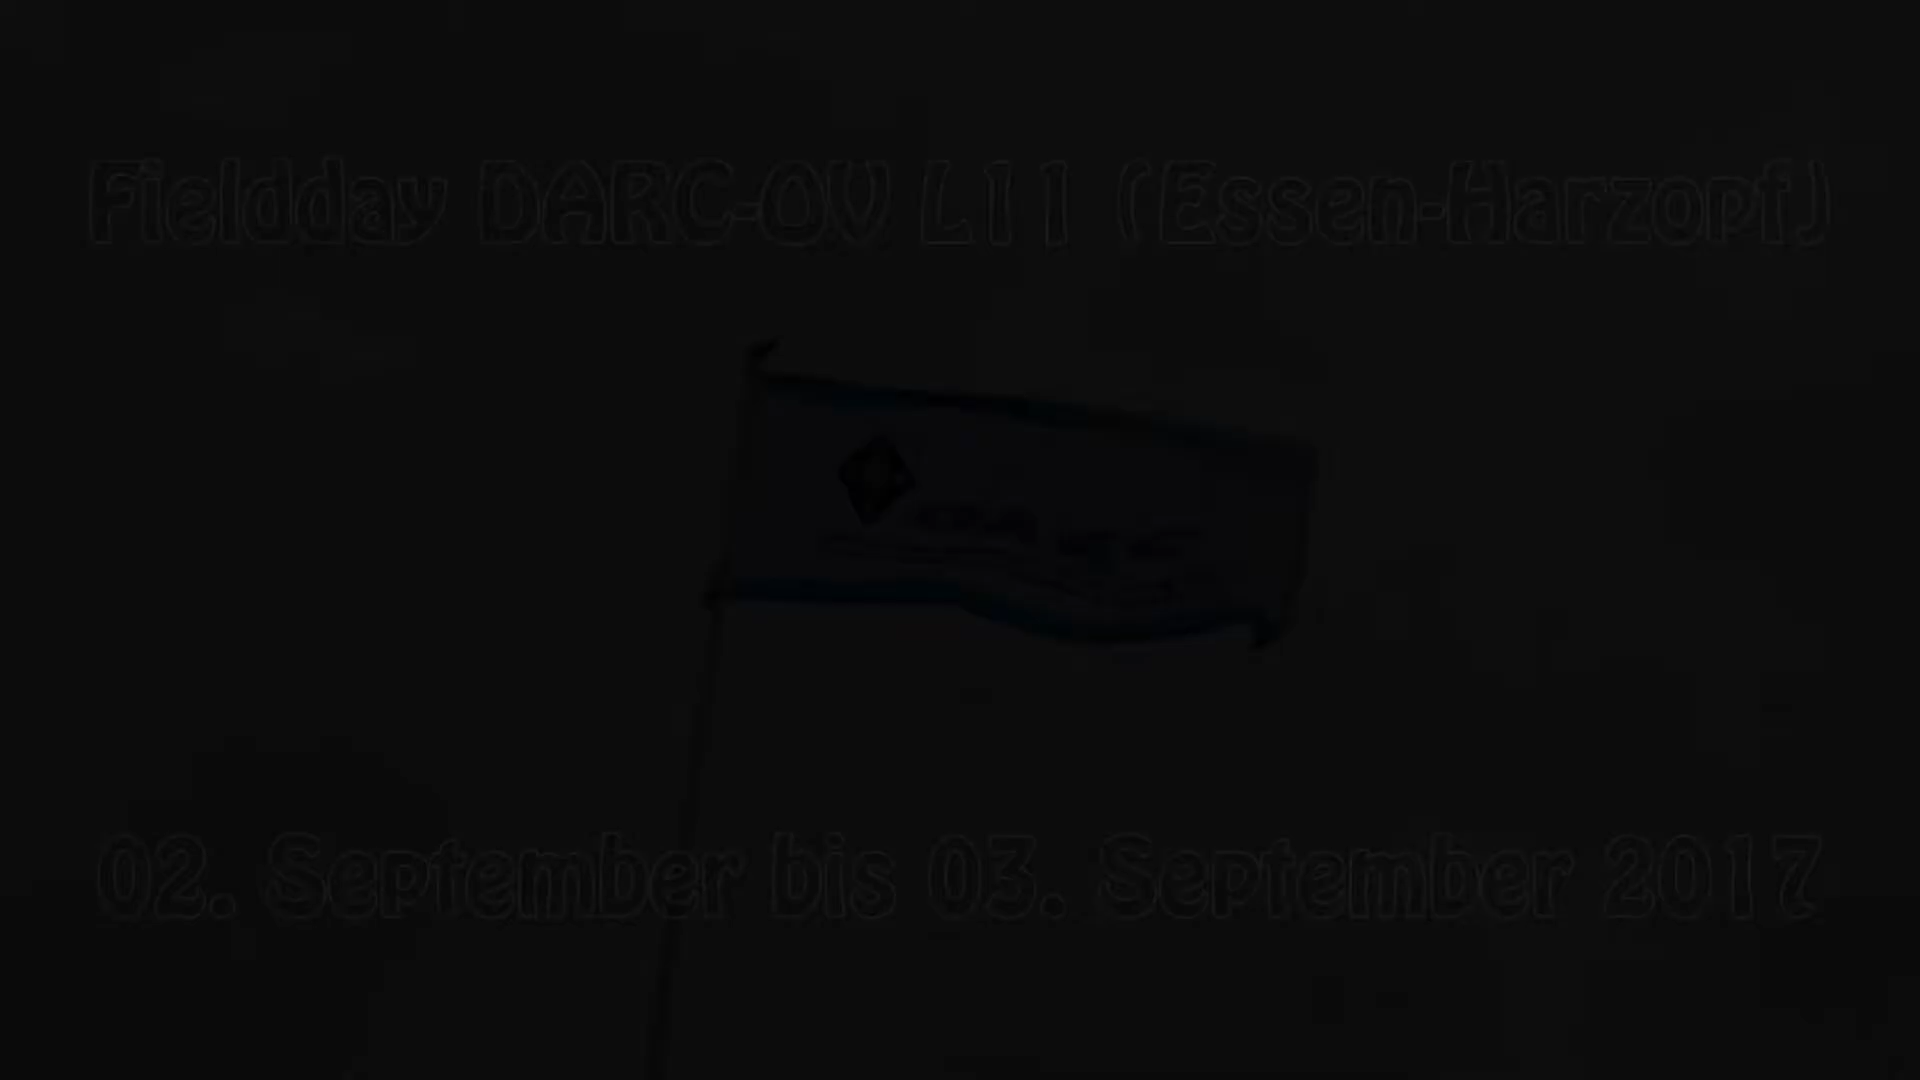 Fieldday DARC-OV L11 (Essen-Harzopf)
02. September bis 03. September 2017